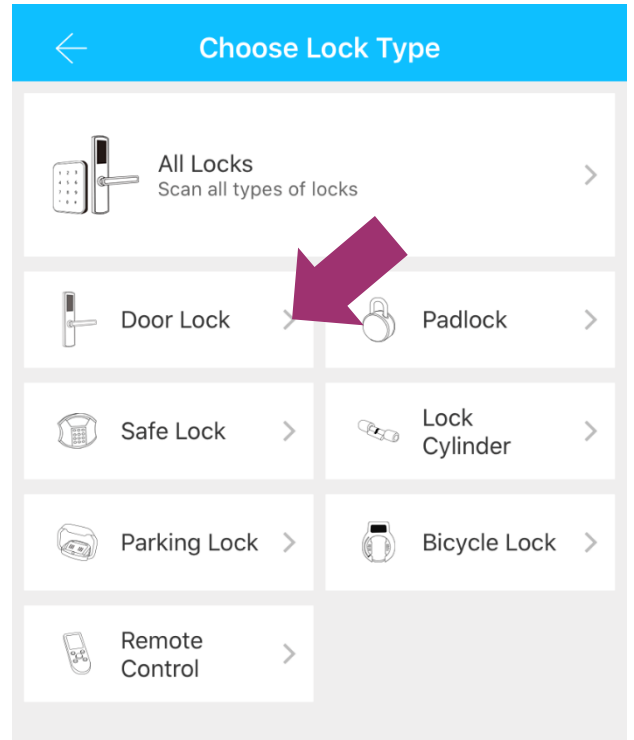 Choose Lock Type
All Locks
Scan all types of locks
Door Lock
Padlock
Safe Lock
Lock
Cylinder
Parking Lock
Bicycle Lock
Remote
Control